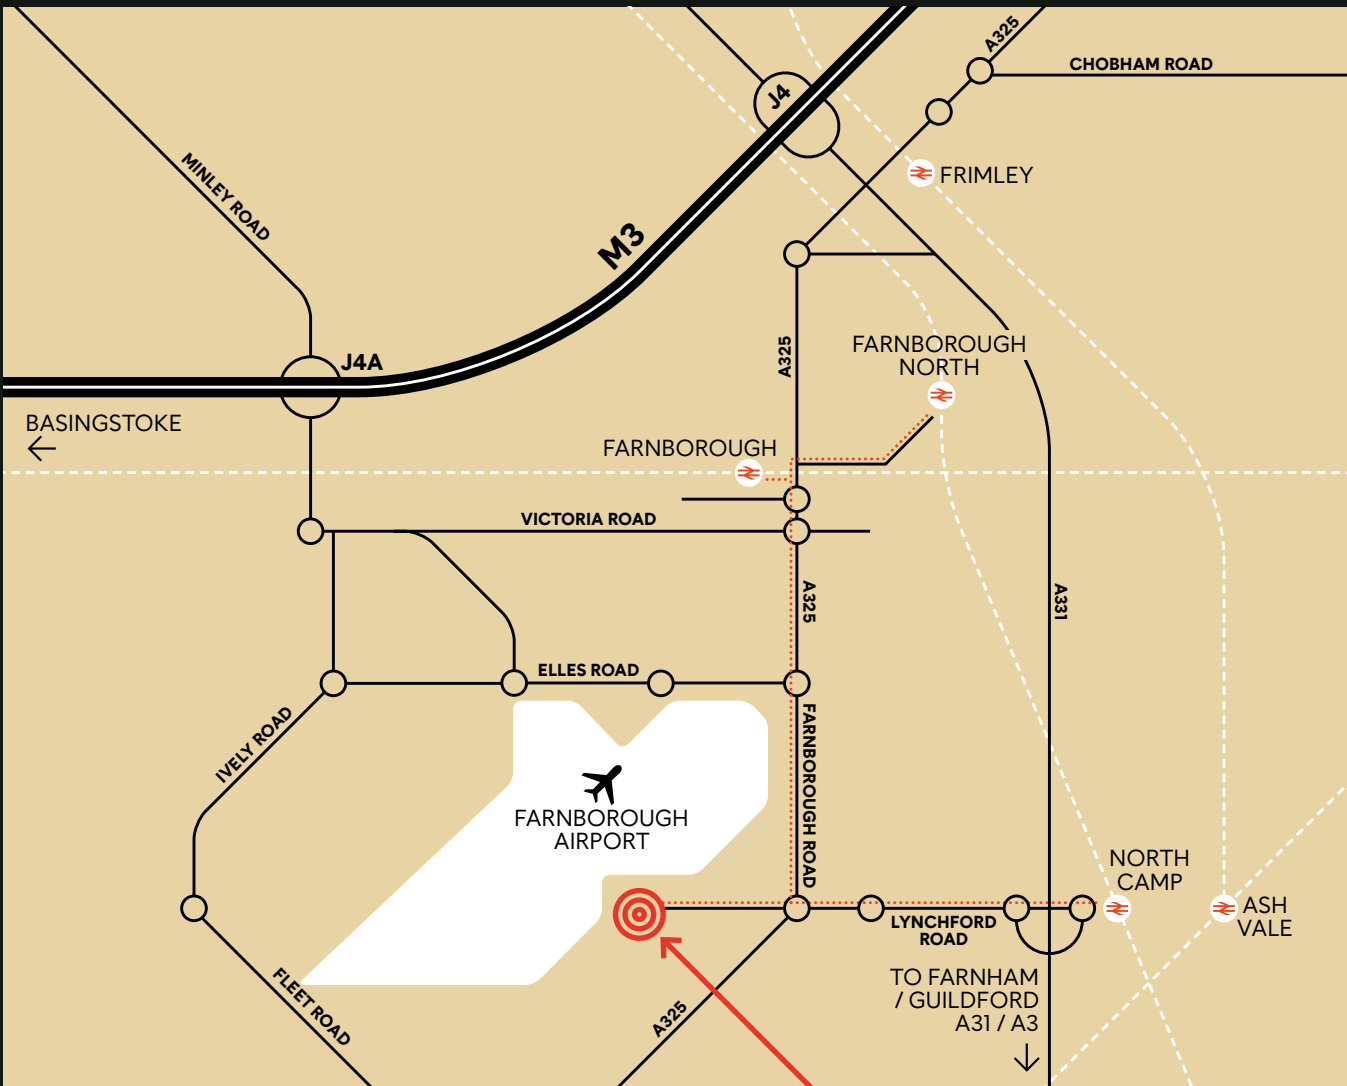 A325
CHOBHAM ROAD
J4
MINLEY ROAD
FRIMLEY
M3
A325
FARNBOROUGH
NORTH
J4A
BASINGSTOKE
FARNBOROUGH
VICTORIA ROAD
A325
A331
ELLES ROAD
IVELY ROAD
FARNBOROUGH ROAD
FARNBOROUGH
AIRPORT
NORTH
CAMP
ASH
VALE
LYNCHFORD
ROAD
FLEET ROAD
A325
TO FARNHAM
/ GUILDFORD
A31 / A3